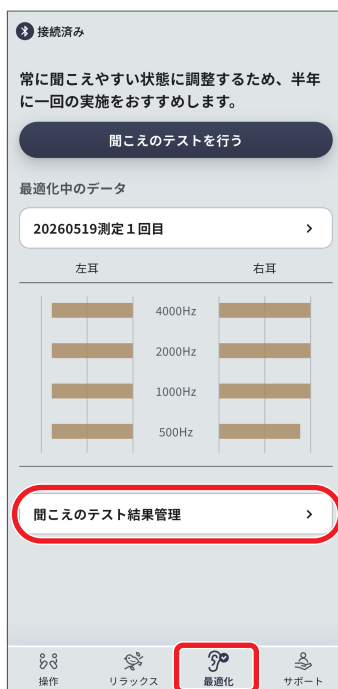 接続済み
常に聞こえやすい状態に調整するため、半年
に一回の実施をおすすめします。
聞こえのテストを行う
最適化中のデータ
20260519測定１回目
左耳 右耳
4000Hz
2000Hz
1000Hz
500Hz
聞こえのテスト結果管理
操作 リラックス 最適化 サポート